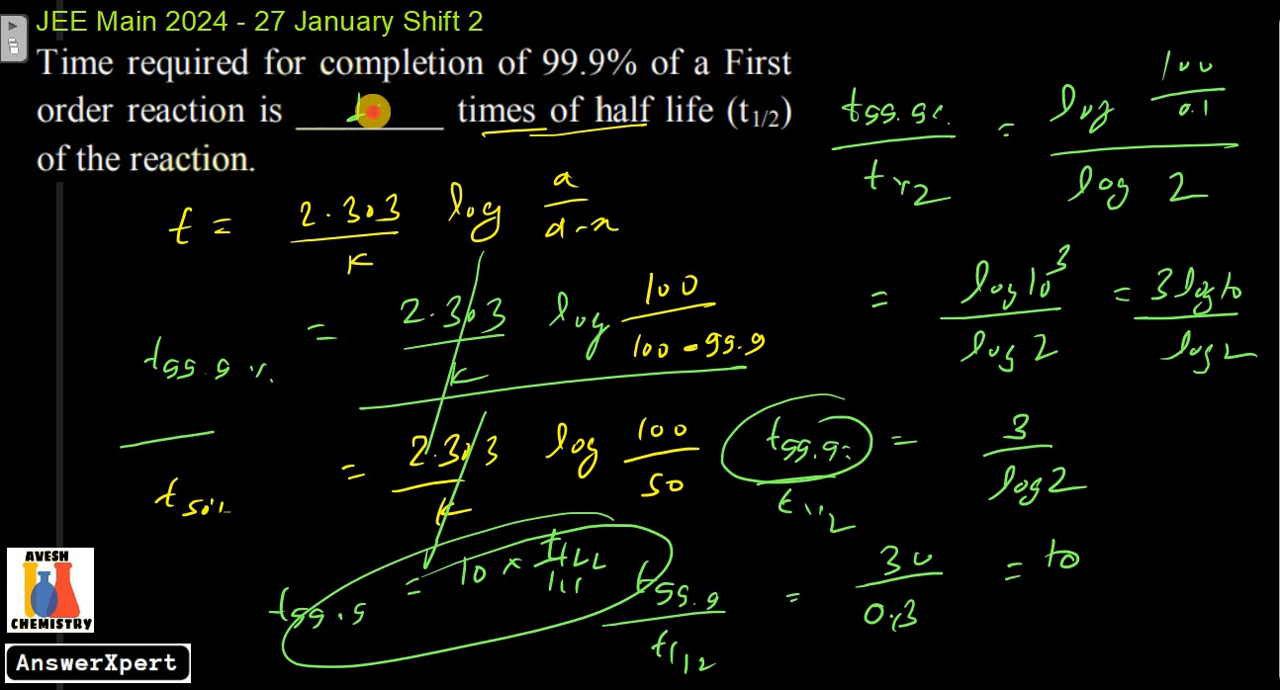 JEE Main 2024 - 27 January Shift 2
Time required for completion of 99.9% of a First
order reaction is ________ times of half life (t1/2)
of the reaction.
t = 2.303/K log a/a-x
t99.9% = 2.303/K log 100/100-99.9
t50% = 2.303/K log 100/50
t99.9% / t1/2 = log 100/0.1 / log 2
= log 10^3 / log 2 = 3 log 10 / log 2
t99.9% / t1/2 = 3 / log 2
t99.9 / t1/2 = 30 / 0.3 = 10
t99.9 = 10 × t1/2
AVESH
CHEMISTRY
AnswerXpert